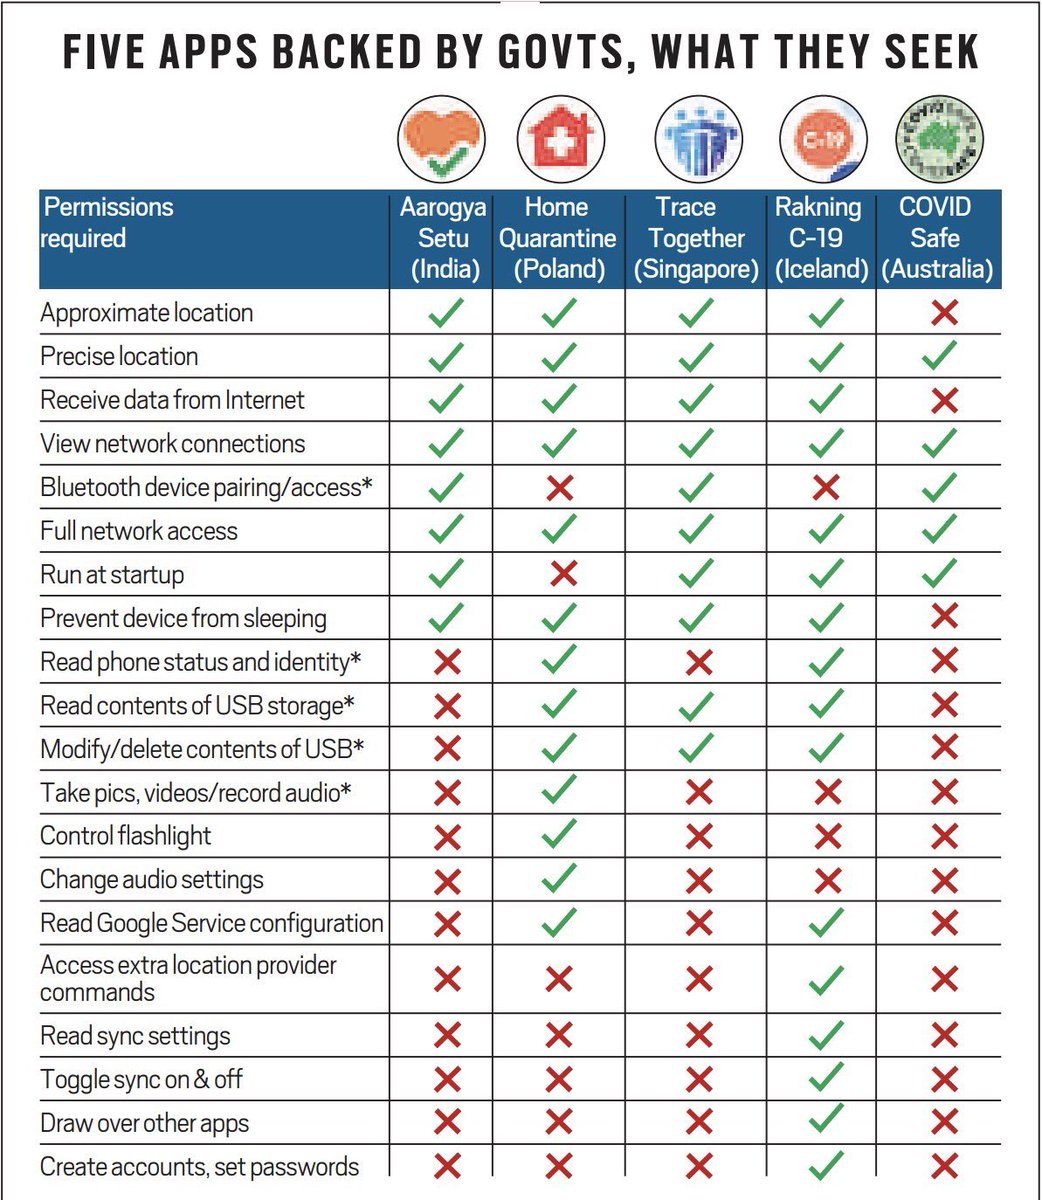 FIVE APPS BACKED BY GOVTS, WHAT THEY SEEK
C-19
Permissions required
Aarogya Setu (India)
Home Quarantine (Poland)
Trace Together (Singapore)
Rakning C-19 (Iceland)
COVID Safe (Australia)
Approximate location
Precise location
Receive data from Internet
View network connections
Bluetooth device pairing/access*
Full network access
Run at startup
Prevent device from sleeping
Read phone status and identity*
Read contents of USB storage*
Modify/delete contents of USB*
Take pics, videos/record audio*
Control flashlight
Change audio settings
Read Google Service configuration
Access extra location provider
commands
Read sync settings
Toggle sync on & off
Draw over other apps
Create accounts, set passwords